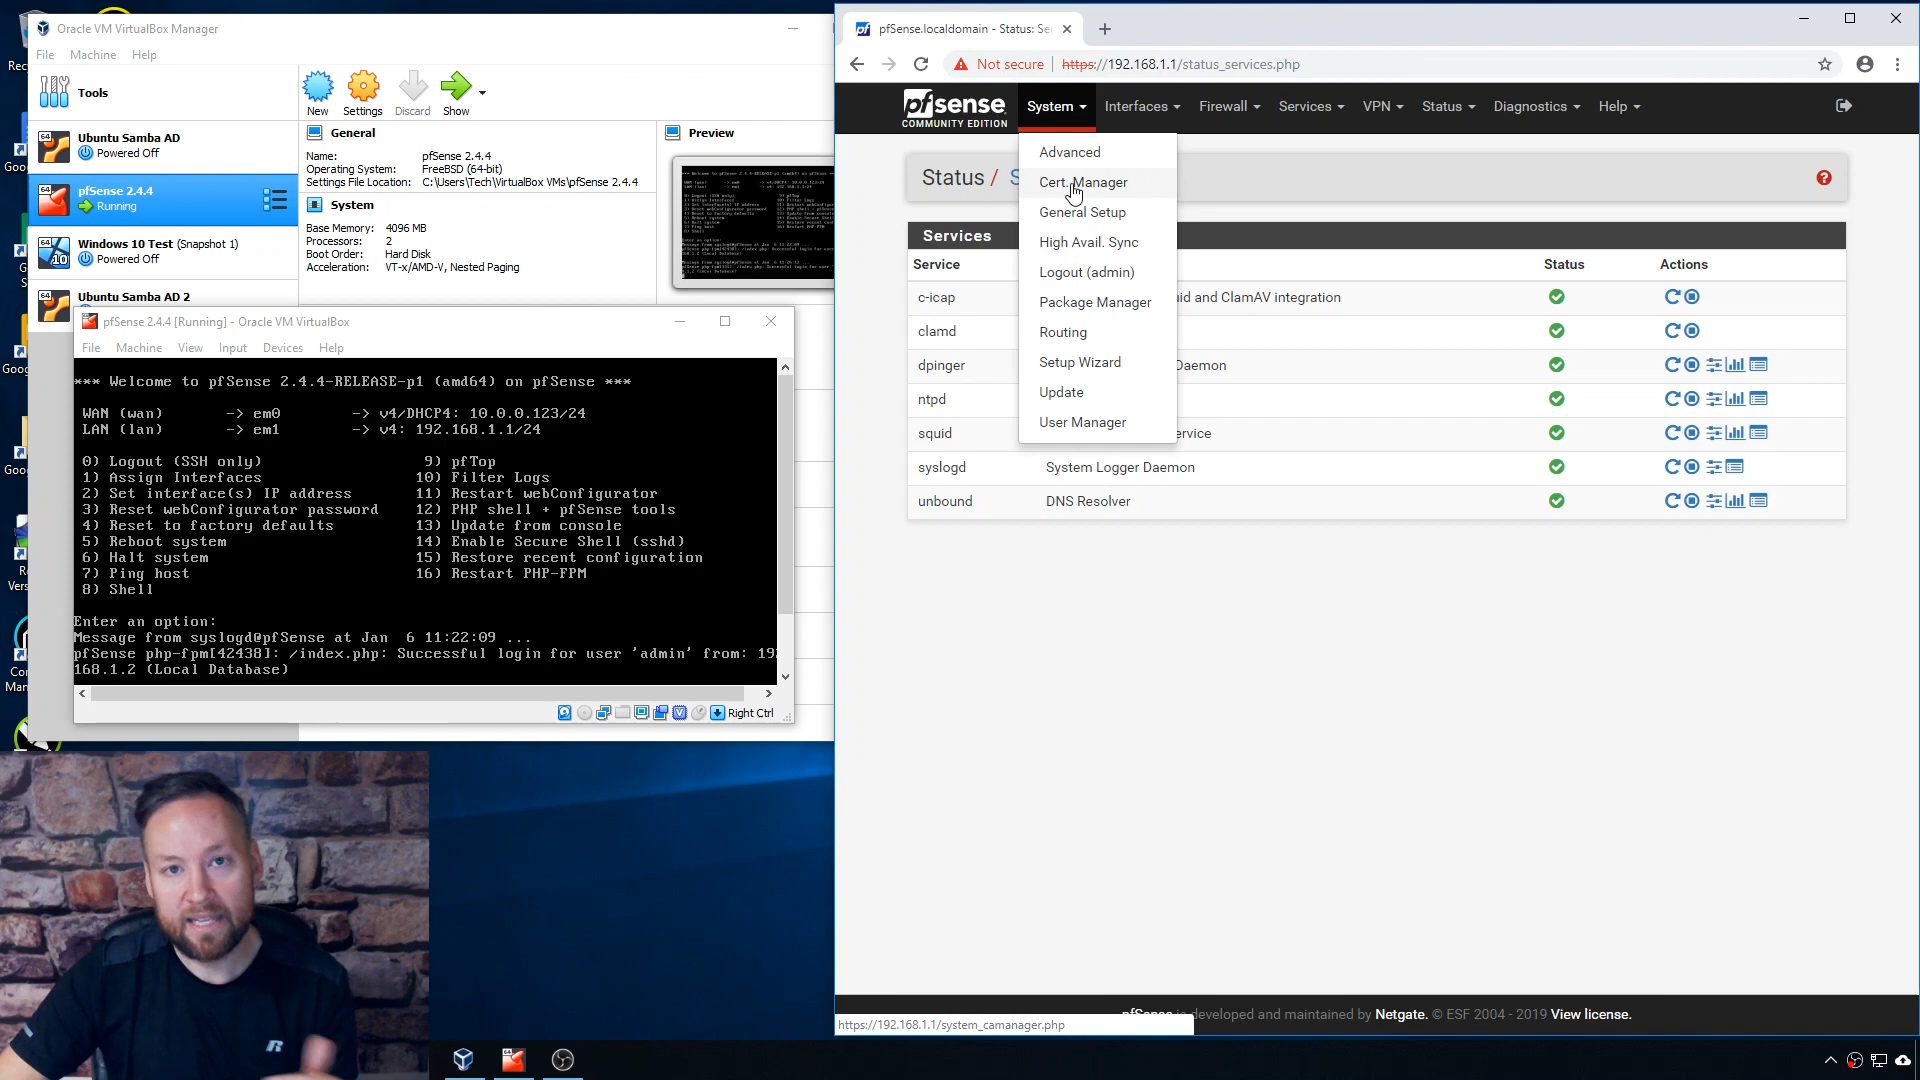 Oracle VM VirtualBox Manager
File Machine Help
Tools
New Settings Discard Show
Ubuntu Samba AD
Powered Off
pfSense 2.4.4
Running
Windows 10 Test (Snapshot 1)
Powered Off
Ubuntu Samba AD 2
General
Name: pfSense 2.4.4
Operating System: FreeBSD (64-bit)
Settings File Location: C:\Users\Tech\VirtualBox VMs\pfSense 2.4.4
System
Base Memory: 4096 MB
Processors: 2
Boot Order: Hard Disk
Acceleration: VT-x/AMD-V, Nested Paging
Preview
pfSense 2.4.4 [Running] - Oracle VM VirtualBox
File Machine View Input Devices Help
*** Welcome to pfSense 2.4.4-RELEASE-p1 (amd64) on pfSense ***
WAN (wan) -> em0 -> v4/DHCP4: 10.0.0.123/24
LAN (lan) -> em1 -> v4: 192.168.1.1/24
0) Logout (SSH only) 9) pfTop
1) Assign Interfaces 10) Filter Logs
2) Set interface(s) IP address 11) Restart webConfigurator
3) Reset webConfigurator password 12) PHP shell + pfSense tools
4) Reset to factory defaults 13) Update from console
5) Reboot system 14) Enable Secure Shell (sshd)
6) Halt system 15) Restore recent configuration
7) Ping host 16) Restart PHP-FPM
8) Shell
Enter an option:
Message from syslogd@pfSense at Jan 6 11:22:09 ...
pfSense php-fpm[42438]: /index.php: Successful login for user 'admin' from: 192
168.1.2 (Local Database)
Right Ctrl
pfSense.localdomain - Status: Se
Not secure | https://192.168.1.1/status_services.php
pfsense
COMMUNITY EDITION
System Interfaces Firewall Services VPN Status Diagnostics Help
Advanced
Cert. Manager
General Setup
High Avail. Sync
Logout (admin)
Package Manager
Routing
Setup Wizard
Update
User Manager
Status / S
Services
Service Status Actions
c-icap uid and ClamAV integration
clamd
dpinger Daemon
ntpd
squid ervice
syslogd System Logger Daemon
unbound DNS Resolver
pfSense is developed and maintained by Netgate. © ESF 2004 - 2019 View license.
https://192.168.1.1/system_camanager.php